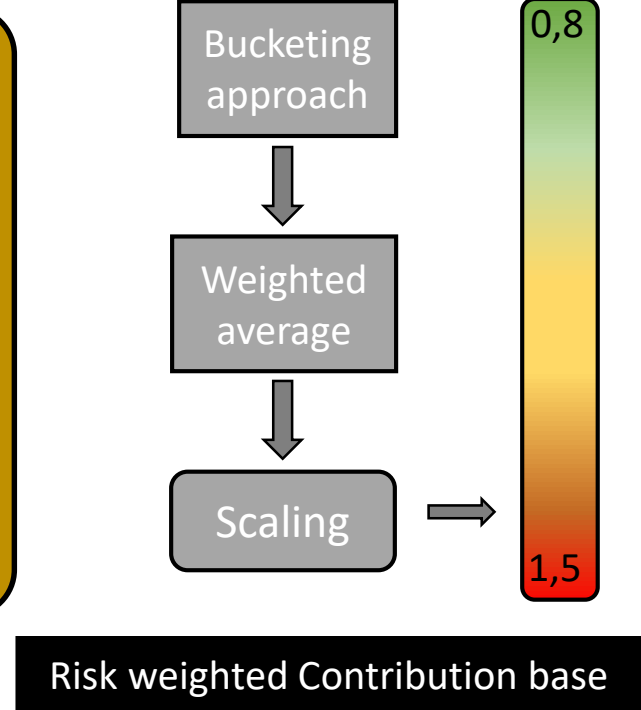 Bucketing
approach
0,8
Weighted
average
Scaling
1,5
Risk weighted Contribution base